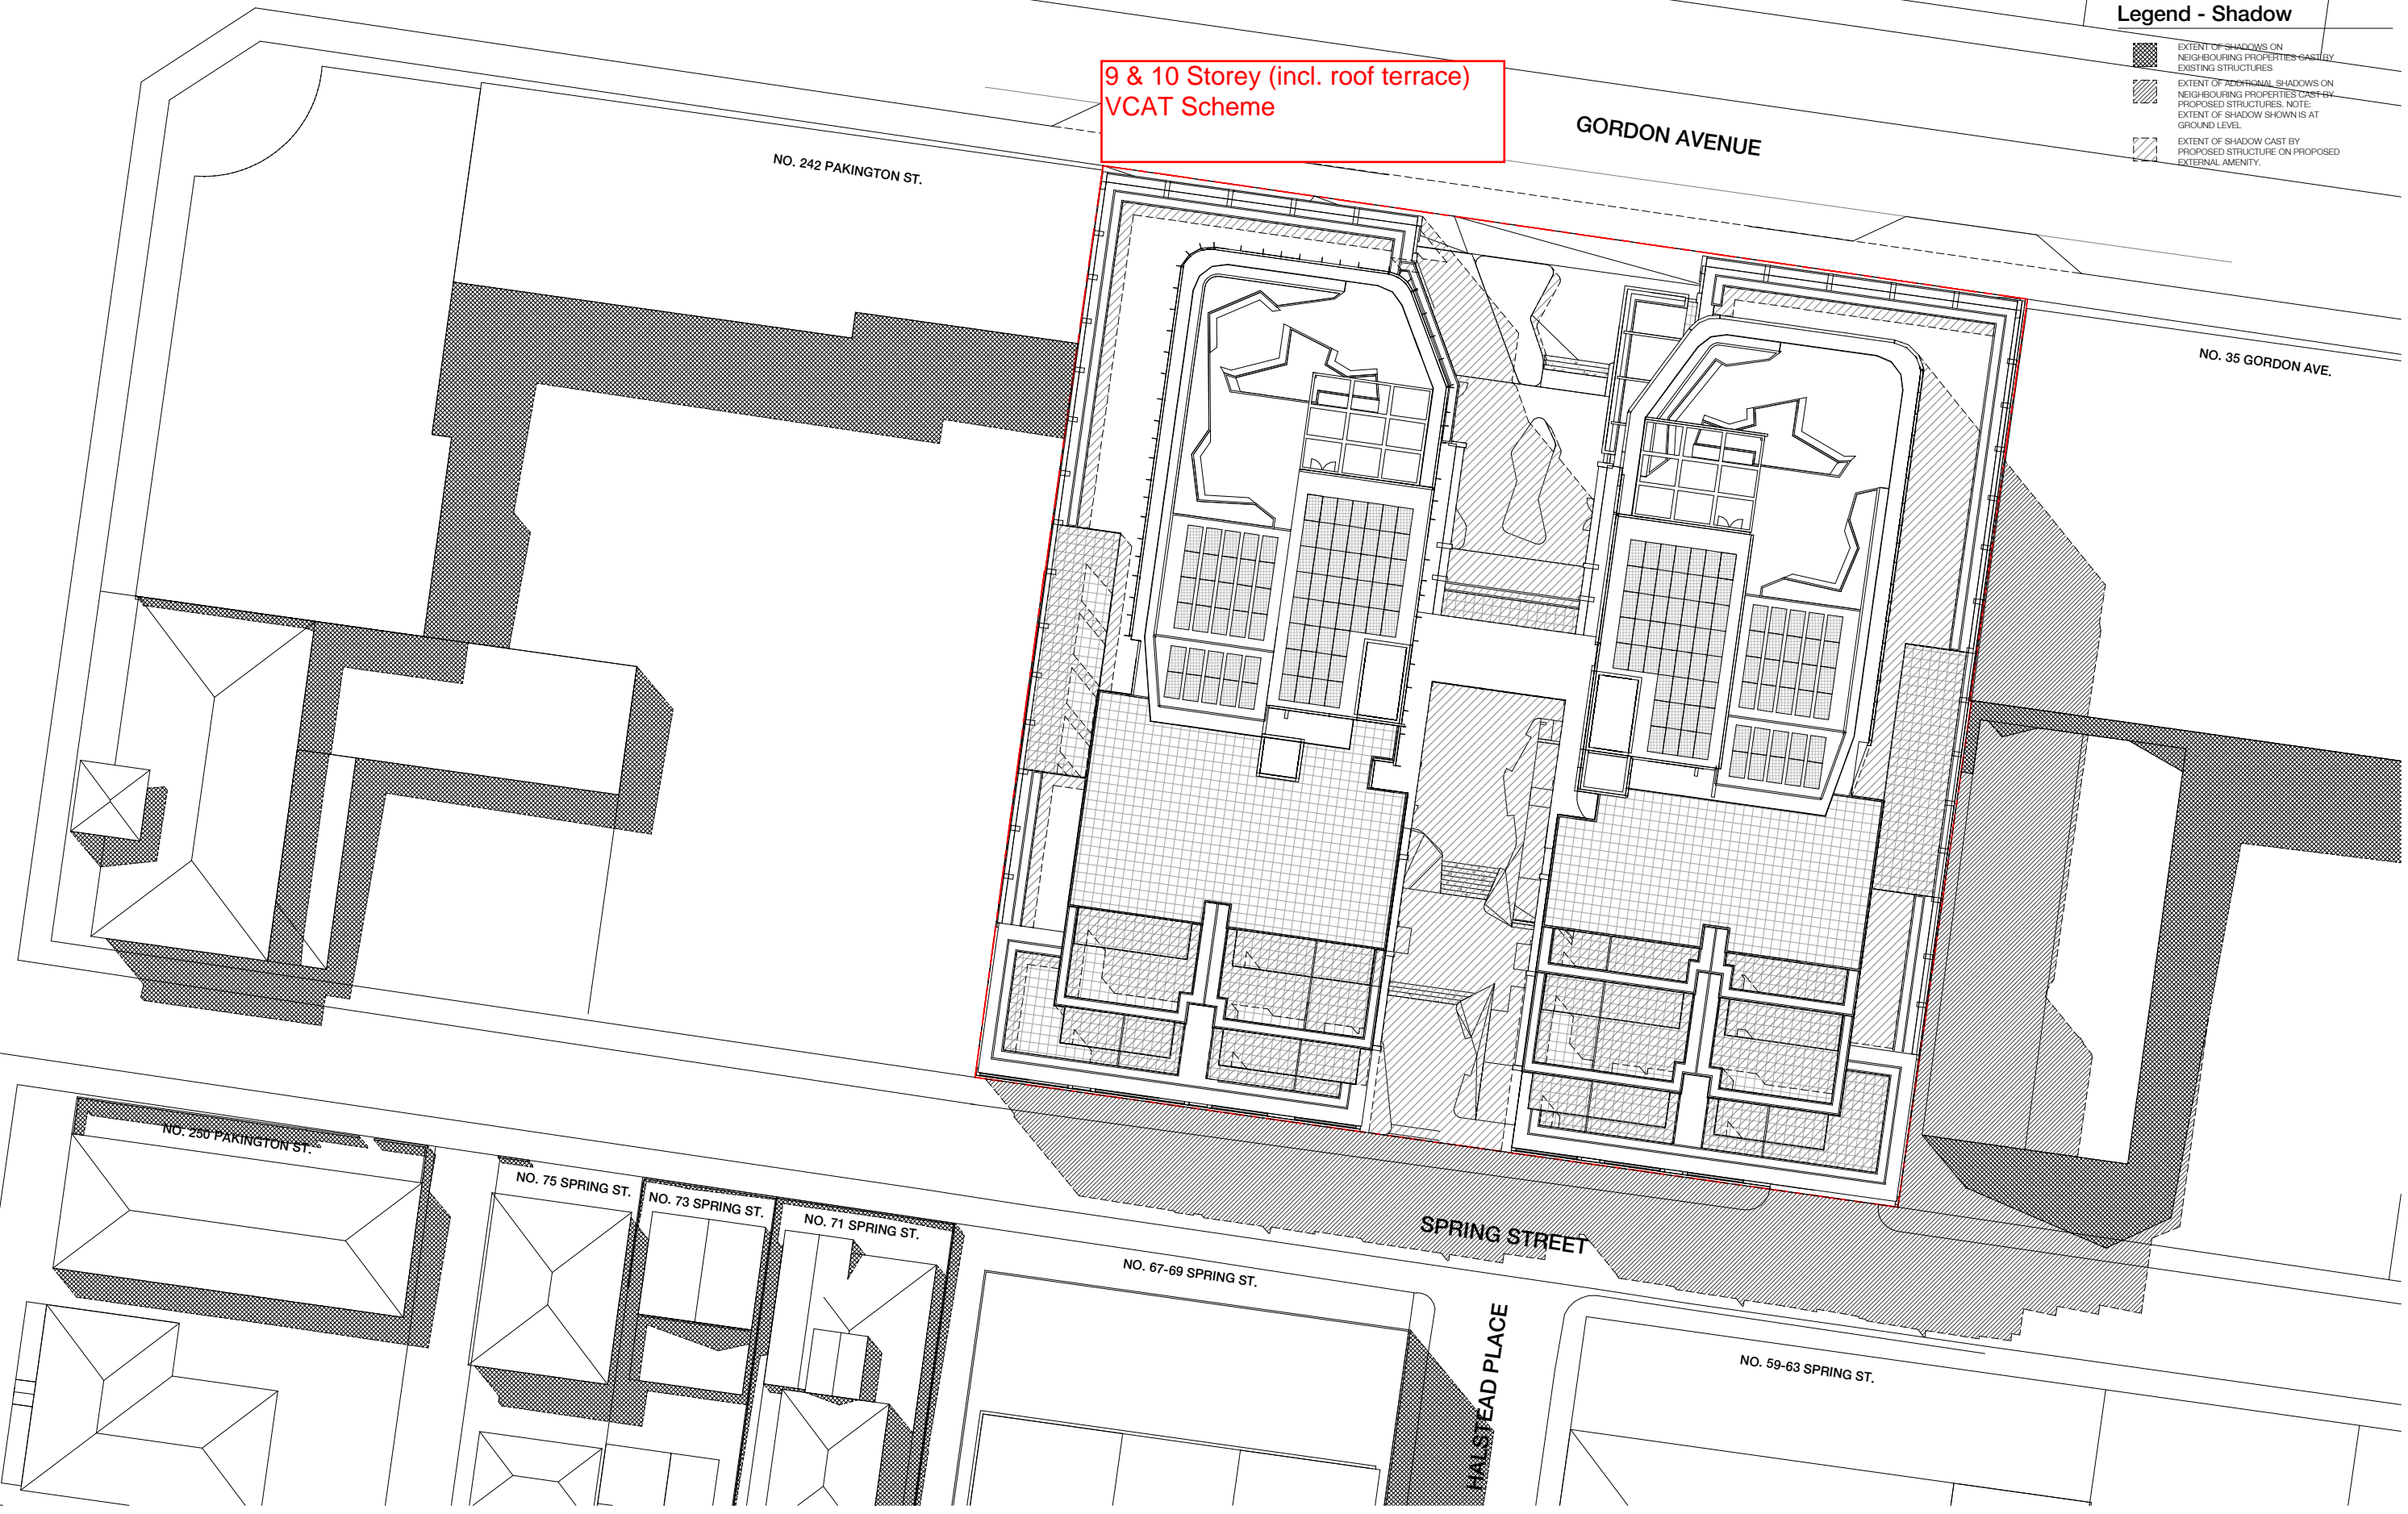 Legend - Shadow
EXTENT OF SHADOWS ON
NEIGHBOURING PROPERTIES CAST BY
EXISTING STRUCTURES
EXTENT OF ADDITIONAL SHADOWS ON
NEIGHBOURING PROPERTIES CAST BY
PROPOSED STRUCTURES. NOTE:
EXTENT OF SHADOW SHOWN IS AT
GROUND LEVEL
EXTENT OF SHADOW CAST BY
PROPOSED STRUCTURE ON PROPOSED
EXTERNAL AMENITY.
9 & 10 Storey (incl. roof terrace)
VCAT Scheme
GORDON AVENUE
NO. 242 PAKINGTON ST.
NO. 35 GORDON AVE.
NO. 250 PAKINGTON ST.
NO. 75 SPRING ST.
NO. 73 SPRING ST.
NO. 71 SPRING ST.
SPRING STREET
NO. 67-69 SPRING ST.
HALSTEAD PLACE
NO. 59-63 SPRING ST.